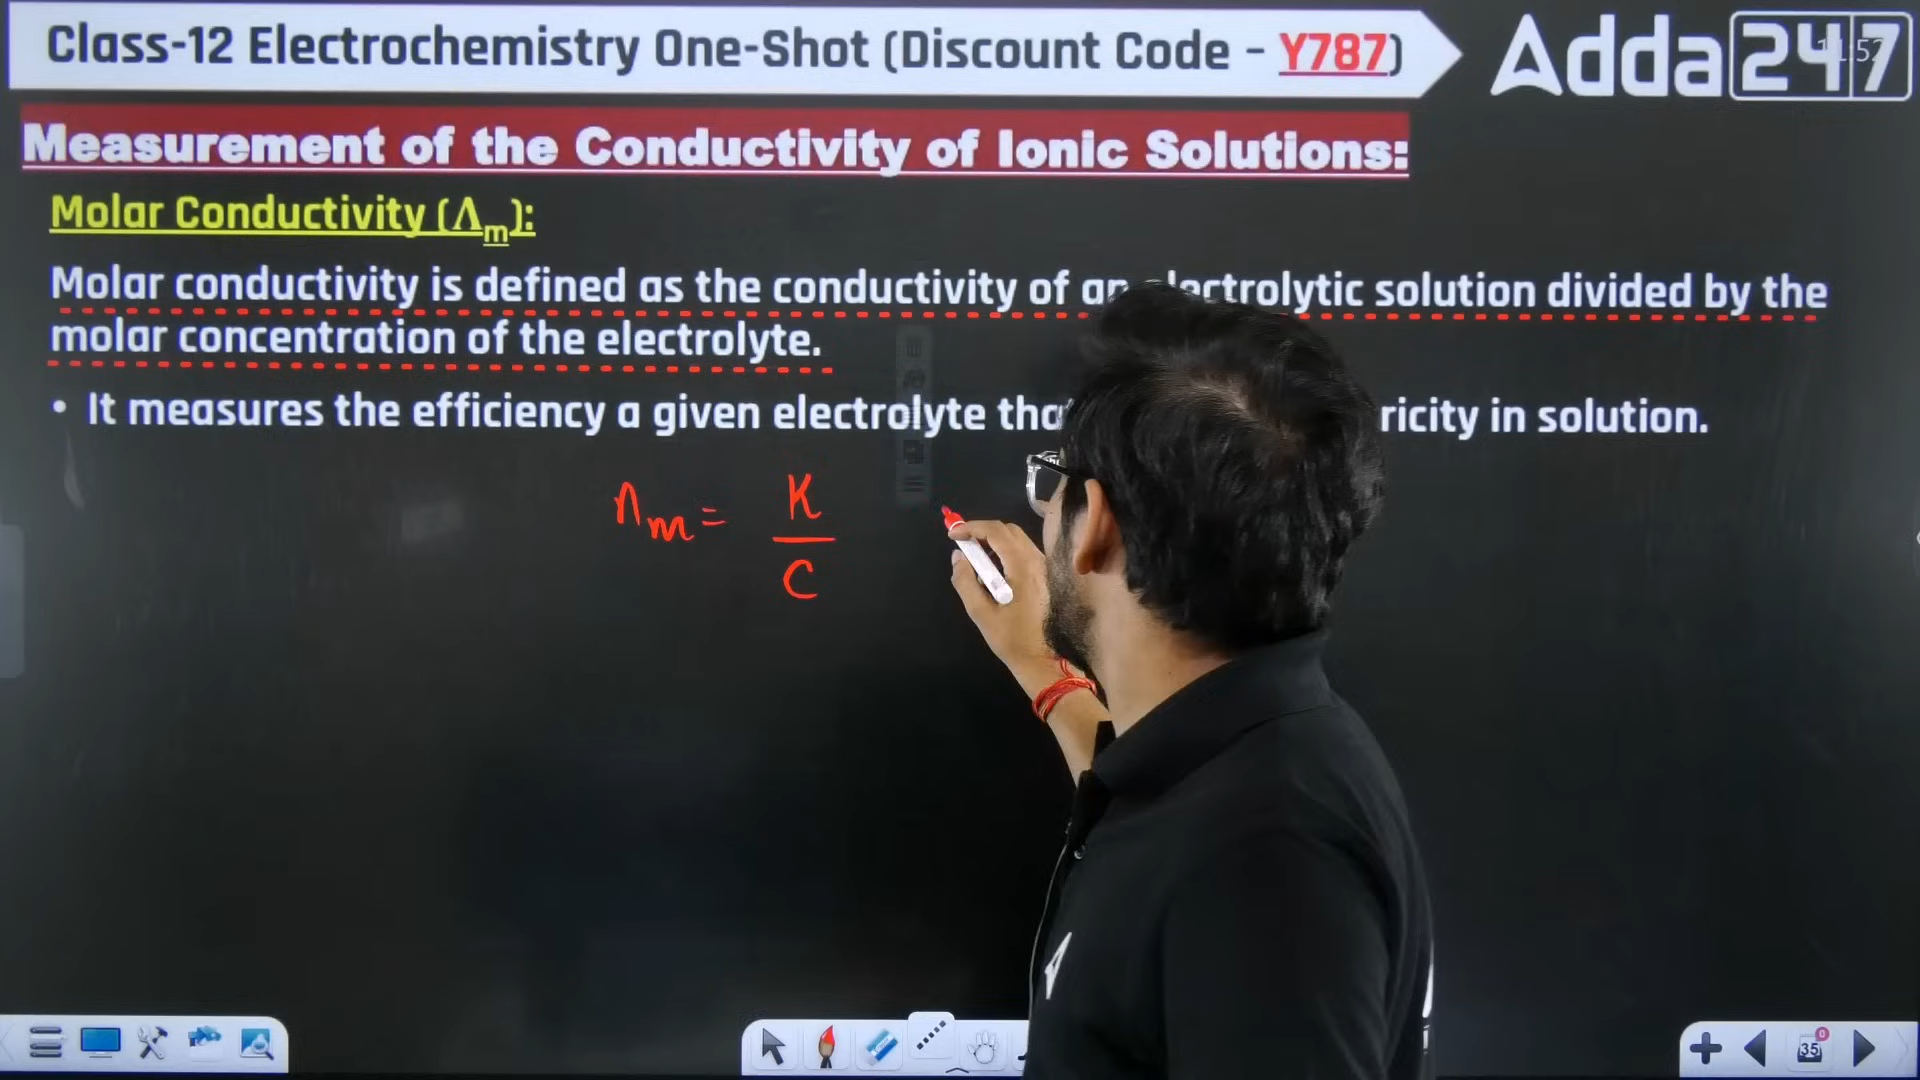 Class-12 Electrochemistry One-Shot (Discount Code - Y787)
Adda247
Measurement of the Conductivity of Ionic Solutions:
Molar Conductivity (Λm):
Molar conductivity is defined as the conductivity of an electrolytic solution divided by the
molar concentration of the electrolyte.
• It measures the efficiency a given electrolyte ricity in solution.
Λm = K
C
35
0